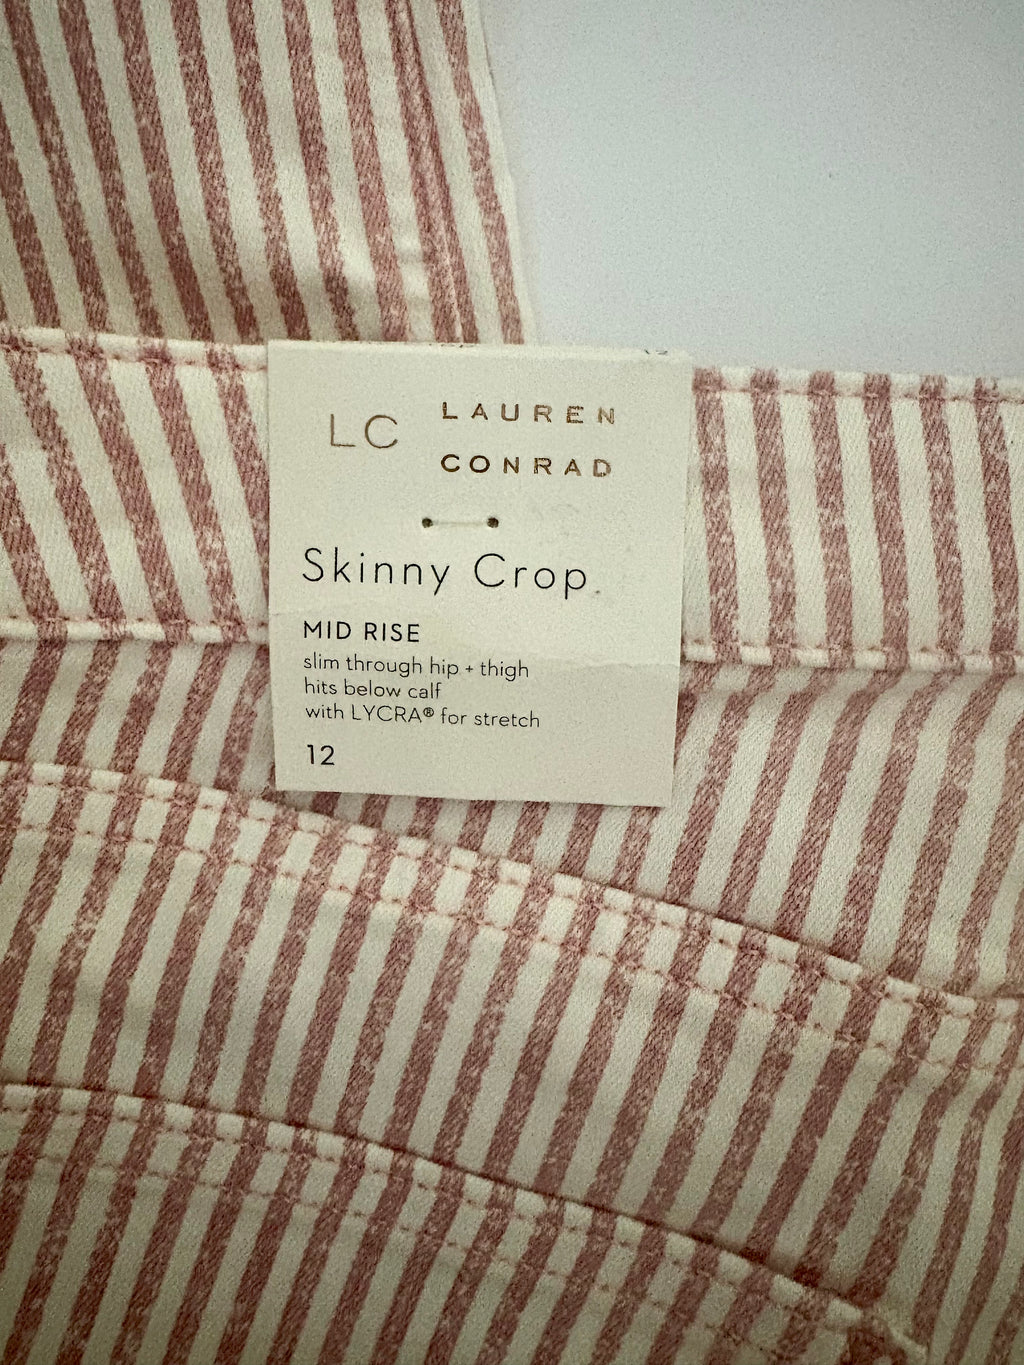 LC
LAUREN
CONRAD
Skinny Crop
MID RISE
slim through hip + thigh
hits below calf
with LYCRA® for stretch
12